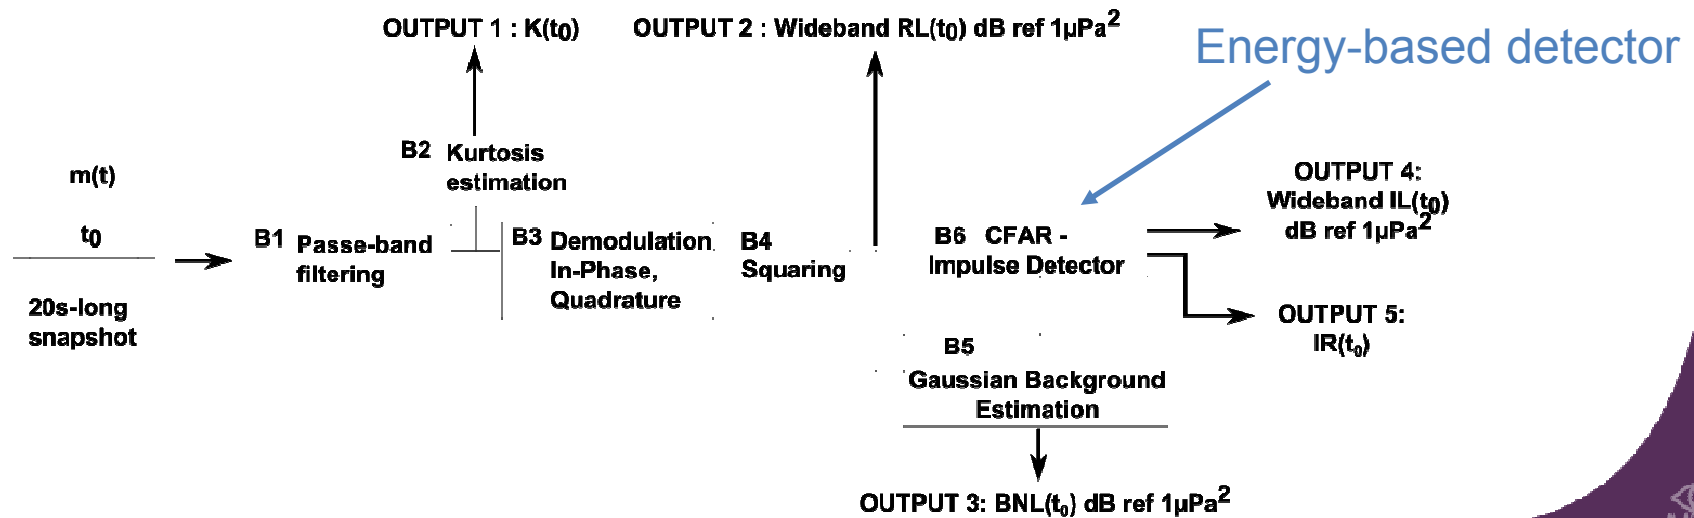 OUTPUT 1 : K(t0)
OUTPUT 2 : Wideband RL(t0) dB ref 1µPa2
Energy-based detector
m(t)
t0
20s-long
snapshot
B1 Passe-band
filtering
B2 Kurtosis
estimation
B3 Demodulation
In-Phase,
Quadrature
B4
Squaring
B6 CFAR -
Impulse Detector
B5
Gaussian Background
Estimation
OUTPUT 3: BNL(t0) dB ref 1µPa2
OUTPUT 4:
Wideband IL(t0)
dB ref 1µPa2
OUTPUT 5:
IR(t0)